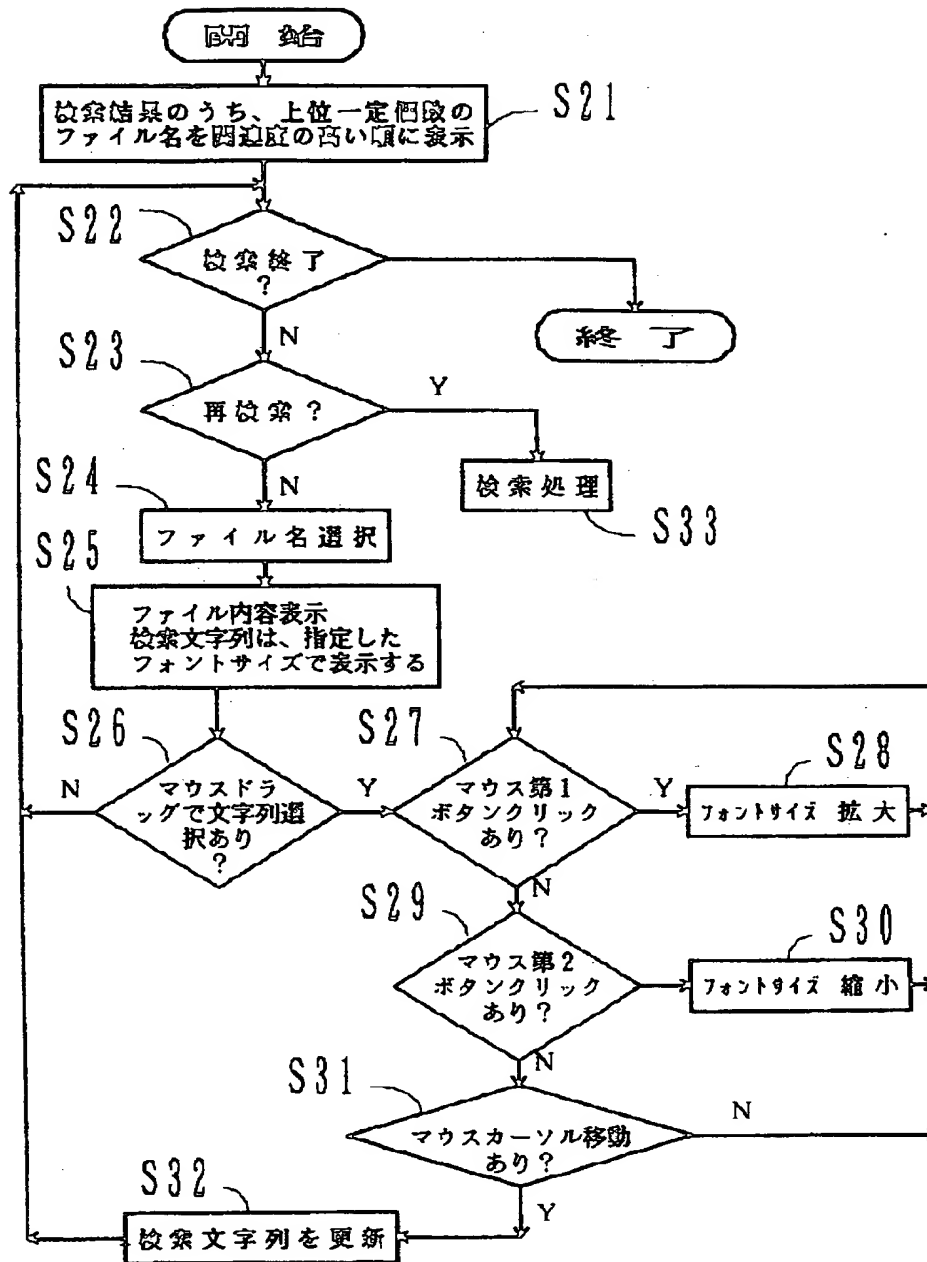 開始
検索結果のうち、上位一定個数の
ファイル名を関連度の高い順に表示
S21
S22
検索終了
?
終了
N
S23
再検索?
Y
検索処理
S33
N
S24
ファイル名選択
S25
ファイル内容表示
検索文字列は、指定した
フォントサイズで表示する
S26
マウスドラ
ッグで文字列選
択あり
?
N
Y
S27
マウス第1
ボタンクリック
あり?
Y
S28
フォントサイズ 拡大
N
S29
マウス第2
ボタンクリック
あり?
S30
フォントサイズ 縮小
N
S31
マウスカーソル移動
あり?
N
Y
S32
検索文字列を更新